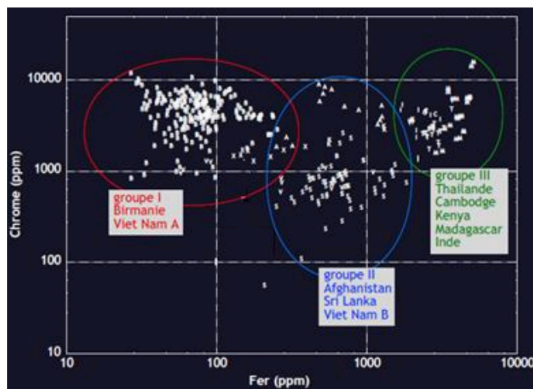 10000
1000
100
10
Chrome (ppm)
groupe I
Birmanie
Viet Nam A
groupe II
Afghanistan
Sri Lanka
Viet Nam B
groupe III
Thailande
Cambodge
Kenya
Madagascar
Inde
10
100
1000
10000
Fer (ppm)